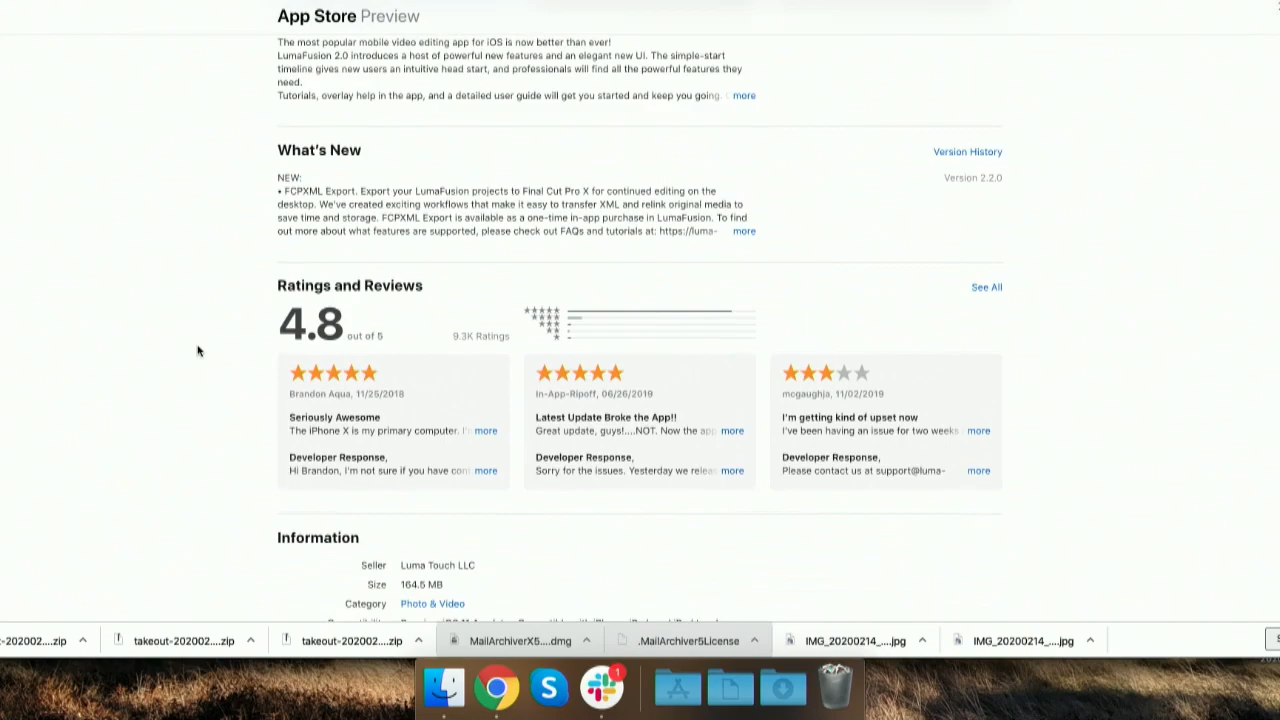 App Store Preview
The most popular mobile video editing app for iOS is now better than ever!
LumaFusion 2.0 introduces a host of powerful new features and an elegant new UI. The simple-start
timeline gives new users an intuitive head start, and professionals will find all the powerful features they
need.
Tutorials, overlay help in the app, and a detailed user guide will get you started and keep you going. more
What's New
Version History
NEW:
Version 2.2.0
• FCPXML Export. Export your LumaFusion projects to Final Cut Pro X for continued editing on the
desktop. We've created exciting workflows that make it easy to transfer XML and relink original media to
save time and storage. FCPXML Export is available as a one-time in-app purchase in LumaFusion. To find
out more about what features are supported, please check out FAQs and tutorials at: https://luma- more
Ratings and Reviews
See All
4.8 out of 5
9.3K Ratings
Brandon Aqua, 11/25/2018
Seriously Awesome
The iPhone X is my primary computer. I' more
Developer Response,
Hi Brandon, I'm not sure if you have con more
In-App-Ripoff, 06/26/2019
Latest Update Broke the App!!
Great update, guys!....NOT. Now the app more
Developer Response,
Sorry for the issues. Yesterday we relea more
mcgaughja, 11/02/2019
I'm getting kind of upset now
I've been having an issue for two weeks more
Developer Response,
Please contact us at support@luma- more
Information
Seller Luma Touch LLC
Size 164.5 MB
Category Photo & Video
-202002....zip
takeout-202002....zip
takeout-202002....zip
MailArchiverX5....dmg
.MailArchiver5License
IMG_20200214_....jpg
IMG_20200214_....jpg
S
1